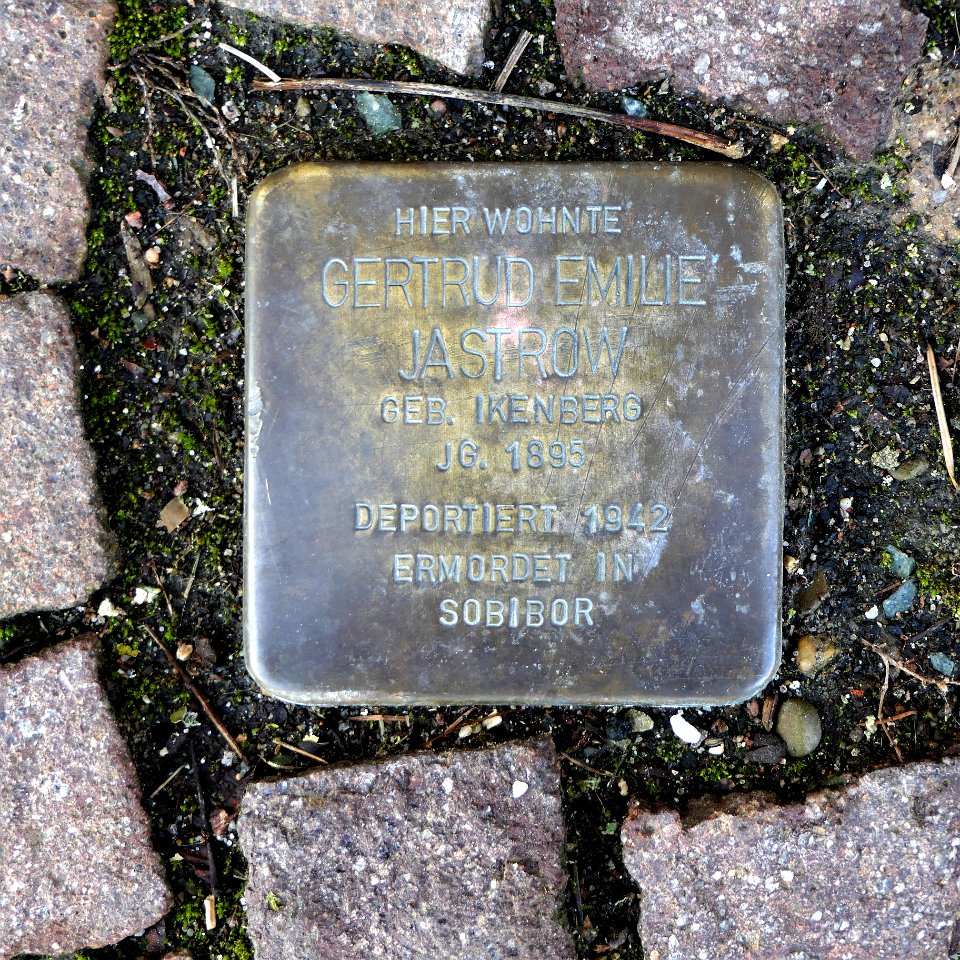 HIER WOHNTE
GERTRUD EMILIE
JASTROW
GEB. IKENBERG
JG. 1895
DEPORTIERT 1942
ERMORDET IN
SOBIBOR